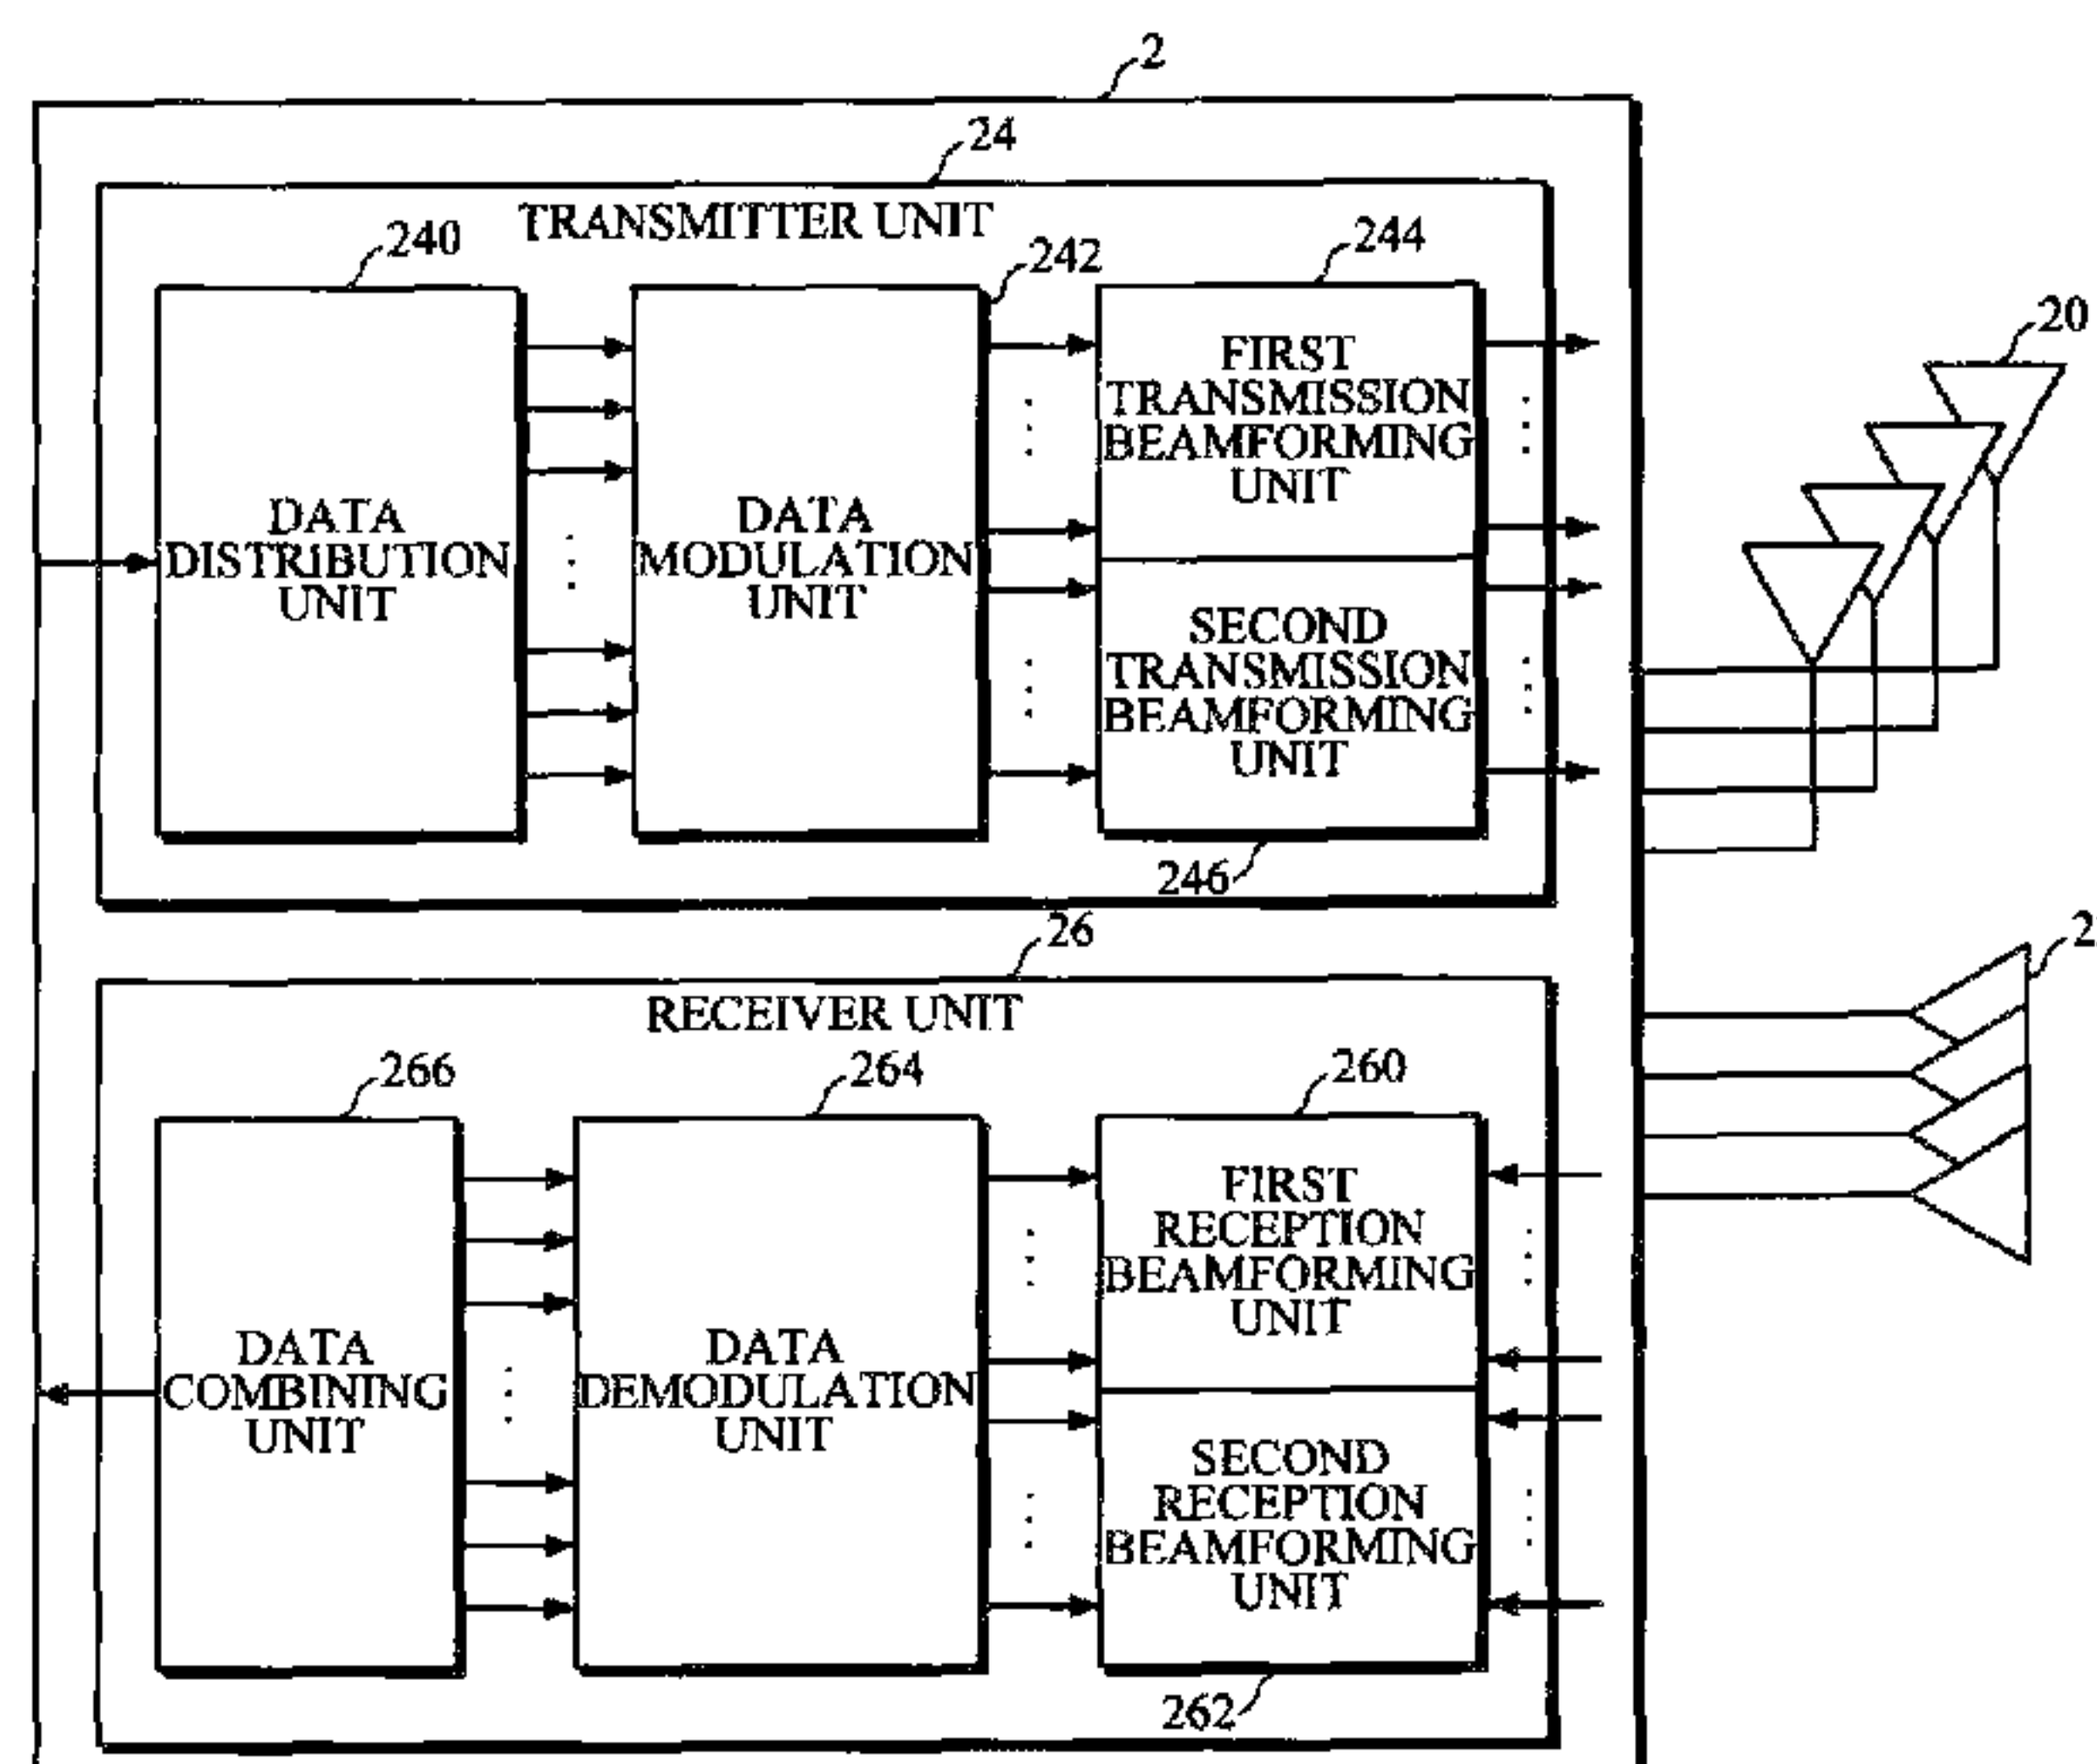 2
24
TRANSMITTER UNIT
240
242
244
DATA
DISTRIBUTION
UNIT
DATA
MODULATION
UNIT
FIRST
TRANSMISSION
BEAMFORMING
UNIT
SECOND
TRANSMISSION
BEAMFORMING
UNIT
246
20
26
RECEIVER UNIT
266
264
260
DATA
COMBINING
UNIT
DATA
DEMODULATION
UNIT
FIRST
RECEPTION
BEAMFORMING
UNIT
SECOND
RECEPTION
BEAMFORMING
UNIT
262
2